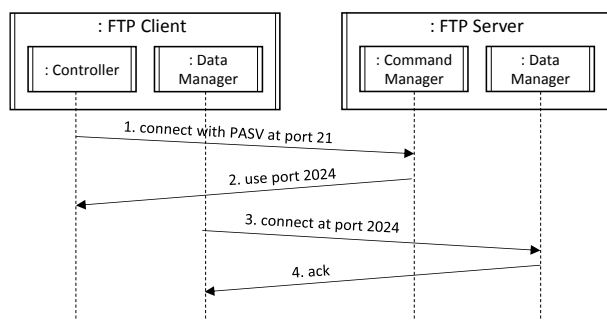 : FTP Client
: FTP Server
: Controller
: Data
Manager
: Command
Manager
: Data
Manager
1. connect with PASV at port 21
2. use port 2024
3. connect at port 2024
4. ack